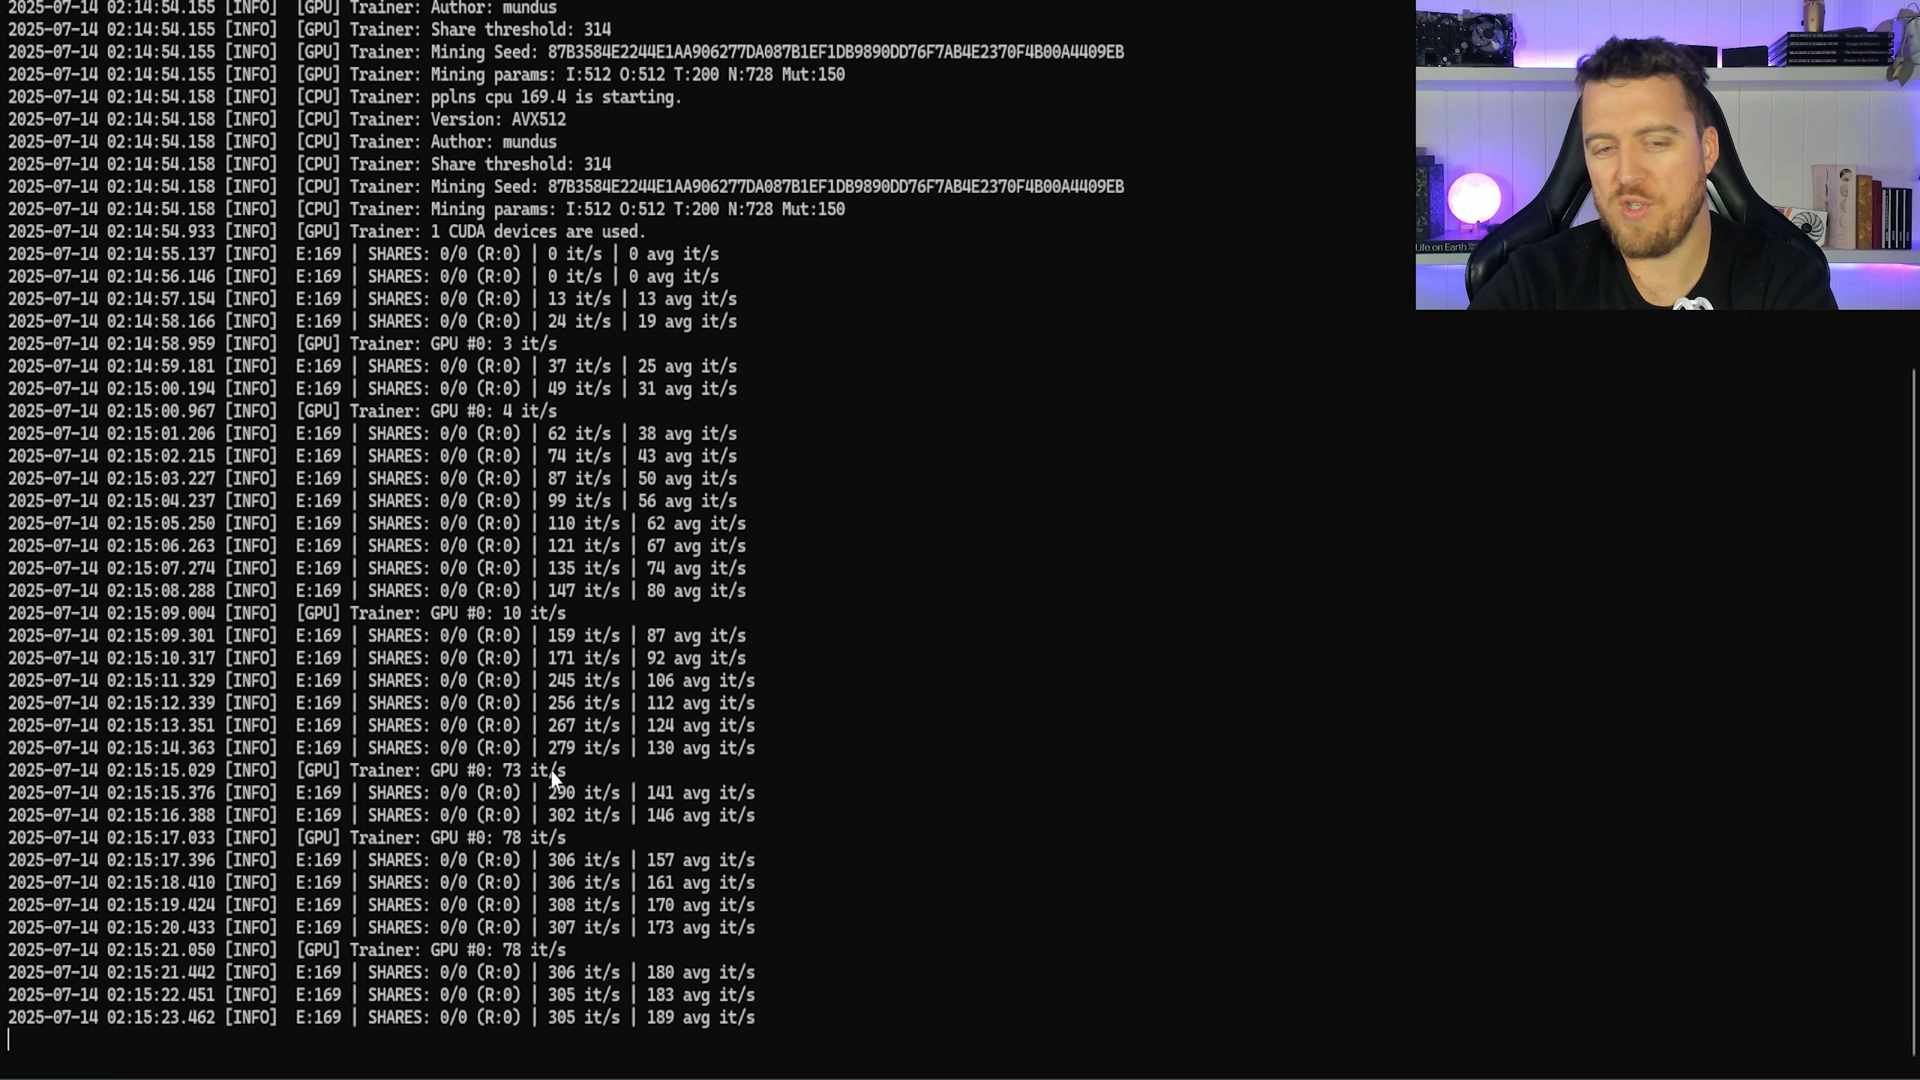 2025-07-14 02:14:54.155 [INFO]  [GPU] Trainer: Author: mundus
2025-07-14 02:14:54.155 [INFO]  [GPU] Trainer: Share threshold: 314
2025-07-14 02:14:54.155 [INFO]  [GPU] Trainer: Mining Seed: 87B3584E2244E1AA906277DA087B1EF1DB9890DD76F7AB4E2370F4B00A4409EB
2025-07-14 02:14:54.155 [INFO]  [GPU] Trainer: Mining params: I:512 O:512 T:200 N:728 Mut:150
2025-07-14 02:14:54.158 [INFO]  [CPU] Trainer: pplns cpu 169.4 is starting.
2025-07-14 02:14:54.158 [INFO]  [CPU] Trainer: Version: AVX512
2025-07-14 02:14:54.158 [INFO]  [CPU] Trainer: Author: mundus
2025-07-14 02:14:54.158 [INFO]  [CPU] Trainer: Share threshold: 314
2025-07-14 02:14:54.158 [INFO]  [CPU] Trainer: Mining Seed: 87B3584E2244E1AA906277DA087B1EF1DB9890DD76F7AB4E2370F4B00A4409EB
2025-07-14 02:14:54.158 [INFO]  [CPU] Trainer: Mining params: I:512 O:512 T:200 N:728 Mut:150
2025-07-14 02:14:54.933 [INFO]  [GPU] Trainer: 1 CUDA devices are used.
2025-07-14 02:14:55.137 [INFO]  E:169 | SHARES: 0/0 (R:0) | 0 it/s | 0 avg it/s
2025-07-14 02:14:56.146 [INFO]  E:169 | SHARES: 0/0 (R:0) | 0 it/s | 0 avg it/s
2025-07-14 02:14:57.154 [INFO]  E:169 | SHARES: 0/0 (R:0) | 13 it/s | 13 avg it/s
2025-07-14 02:14:58.166 [INFO]  E:169 | SHARES: 0/0 (R:0) | 24 it/s | 19 avg it/s
2025-07-14 02:14:58.959 [INFO]  [GPU] Trainer: GPU #0: 3 it/s
2025-07-14 02:14:59.181 [INFO]  E:169 | SHARES: 0/0 (R:0) | 37 it/s | 25 avg it/s
2025-07-14 02:15:00.194 [INFO]  E:169 | SHARES: 0/0 (R:0) | 49 it/s | 31 avg it/s
2025-07-14 02:15:00.967 [INFO]  [GPU] Trainer: GPU #0: 4 it/s
2025-07-14 02:15:01.206 [INFO]  E:169 | SHARES: 0/0 (R:0) | 62 it/s | 38 avg it/s
2025-07-14 02:15:02.215 [INFO]  E:169 | SHARES: 0/0 (R:0) | 74 it/s | 43 avg it/s
2025-07-14 02:15:03.227 [INFO]  E:169 | SHARES: 0/0 (R:0) | 87 it/s | 50 avg it/s
2025-07-14 02:15:04.237 [INFO]  E:169 | SHARES: 0/0 (R:0) | 99 it/s | 56 avg it/s
2025-07-14 02:15:05.250 [INFO]  E:169 | SHARES: 0/0 (R:0) | 110 it/s | 62 avg it/s
2025-07-14 02:15:06.263 [INFO]  E:169 | SHARES: 0/0 (R:0) | 121 it/s | 67 avg it/s
2025-07-14 02:15:07.274 [INFO]  E:169 | SHARES: 0/0 (R:0) | 135 it/s | 74 avg it/s
2025-07-14 02:15:08.288 [INFO]  E:169 | SHARES: 0/0 (R:0) | 147 it/s | 80 avg it/s
2025-07-14 02:15:09.004 [INFO]  [GPU] Trainer: GPU #0: 10 it/s
2025-07-14 02:15:09.301 [INFO]  E:169 | SHARES: 0/0 (R:0) | 159 it/s | 87 avg it/s
2025-07-14 02:15:10.317 [INFO]  E:169 | SHARES: 0/0 (R:0) | 171 it/s | 92 avg it/s
2025-07-14 02:15:11.329 [INFO]  E:169 | SHARES: 0/0 (R:0) | 245 it/s | 106 avg it/s
2025-07-14 02:15:12.339 [INFO]  E:169 | SHARES: 0/0 (R:0) | 256 it/s | 112 avg it/s
2025-07-14 02:15:13.351 [INFO]  E:169 | SHARES: 0/0 (R:0) | 267 it/s | 124 avg it/s
2025-07-14 02:15:14.363 [INFO]  E:169 | SHARES: 0/0 (R:0) | 279 it/s | 130 avg it/s
2025-07-14 02:15:15.029 [INFO]  [GPU] Trainer: GPU #0: 73 it/s
2025-07-14 02:15:15.376 [INFO]  E:169 | SHARES: 0/0 (R:0) | 290 it/s | 141 avg it/s
2025-07-14 02:15:16.388 [INFO]  E:169 | SHARES: 0/0 (R:0) | 302 it/s | 146 avg it/s
2025-07-14 02:15:17.033 [INFO]  [GPU] Trainer: GPU #0: 78 it/s
2025-07-14 02:15:17.396 [INFO]  E:169 | SHARES: 0/0 (R:0) | 306 it/s | 157 avg it/s
2025-07-14 02:15:18.410 [INFO]  E:169 | SHARES: 0/0 (R:0) | 306 it/s | 161 avg it/s
2025-07-14 02:15:19.424 [INFO]  E:169 | SHARES: 0/0 (R:0) | 308 it/s | 170 avg it/s
2025-07-14 02:15:20.433 [INFO]  E:169 | SHARES: 0/0 (R:0) | 307 it/s | 173 avg it/s
2025-07-14 02:15:21.050 [INFO]  [GPU] Trainer: GPU #0: 78 it/s
2025-07-14 02:15:21.442 [INFO]  E:169 | SHARES: 0/0 (R:0) | 306 it/s | 180 avg it/s
2025-07-14 02:15:22.451 [INFO]  E:169 | SHARES: 0/0 (R:0) | 305 it/s | 183 avg it/s
2025-07-14 02:15:23.462 [INFO]  E:169 | SHARES: 0/0 (R:0) | 305 it/s | 189 avg it/s
Life on Earth